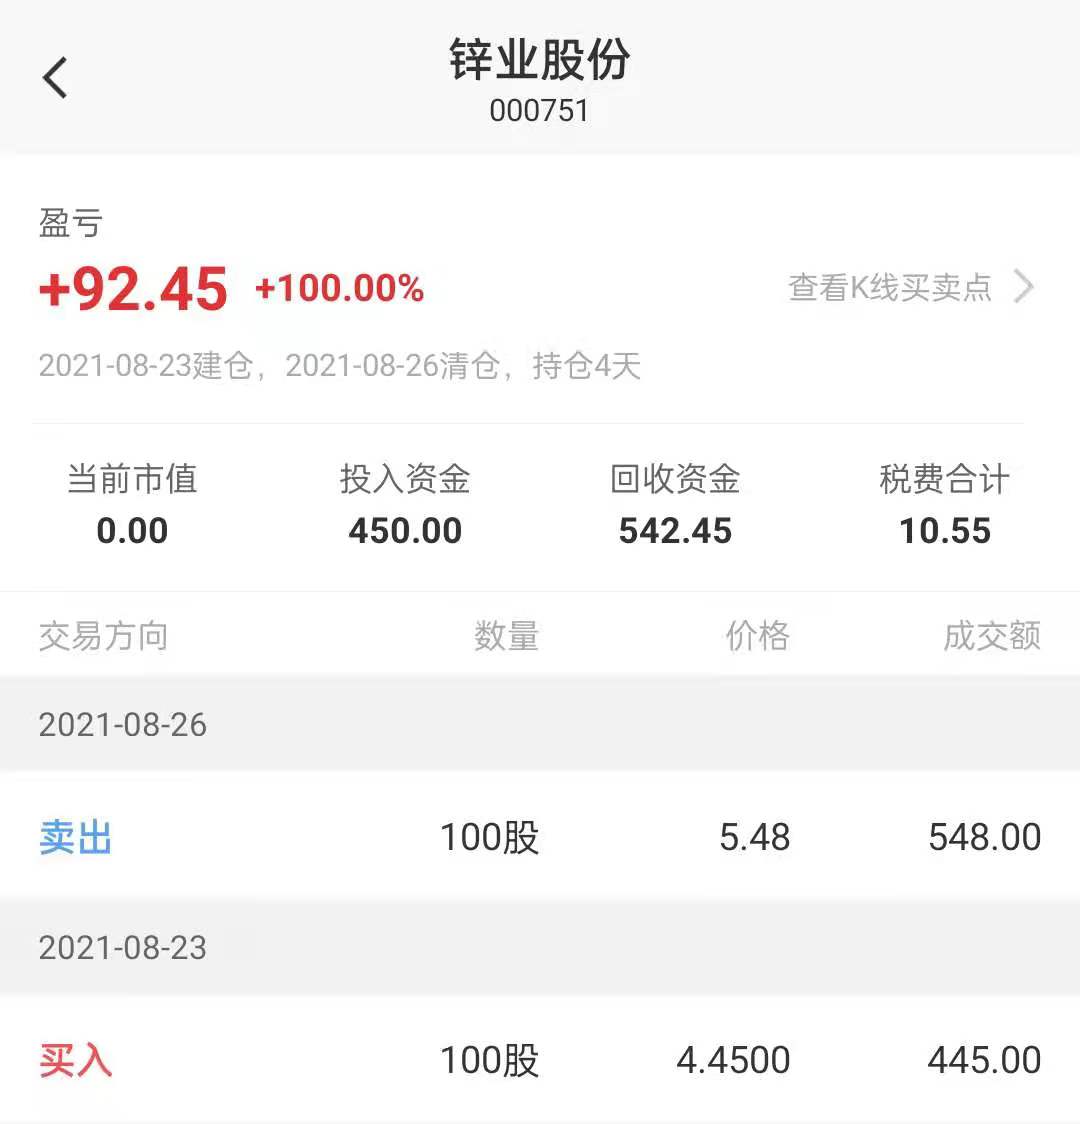 锌业股份
000751
盈亏
+92.45 +100.00% 查看K线买卖点
2021-08-23建仓，2021-08-26清仓，持仓4天
当前市值 投入资金 回收资金 税费合计
0.00 450.00 542.45 10.55
交易方向 数量 价格 成交额
2021-08-26
卖出 100股 5.48 548.00
2021-08-23
买入 100股 4.4500 445.00